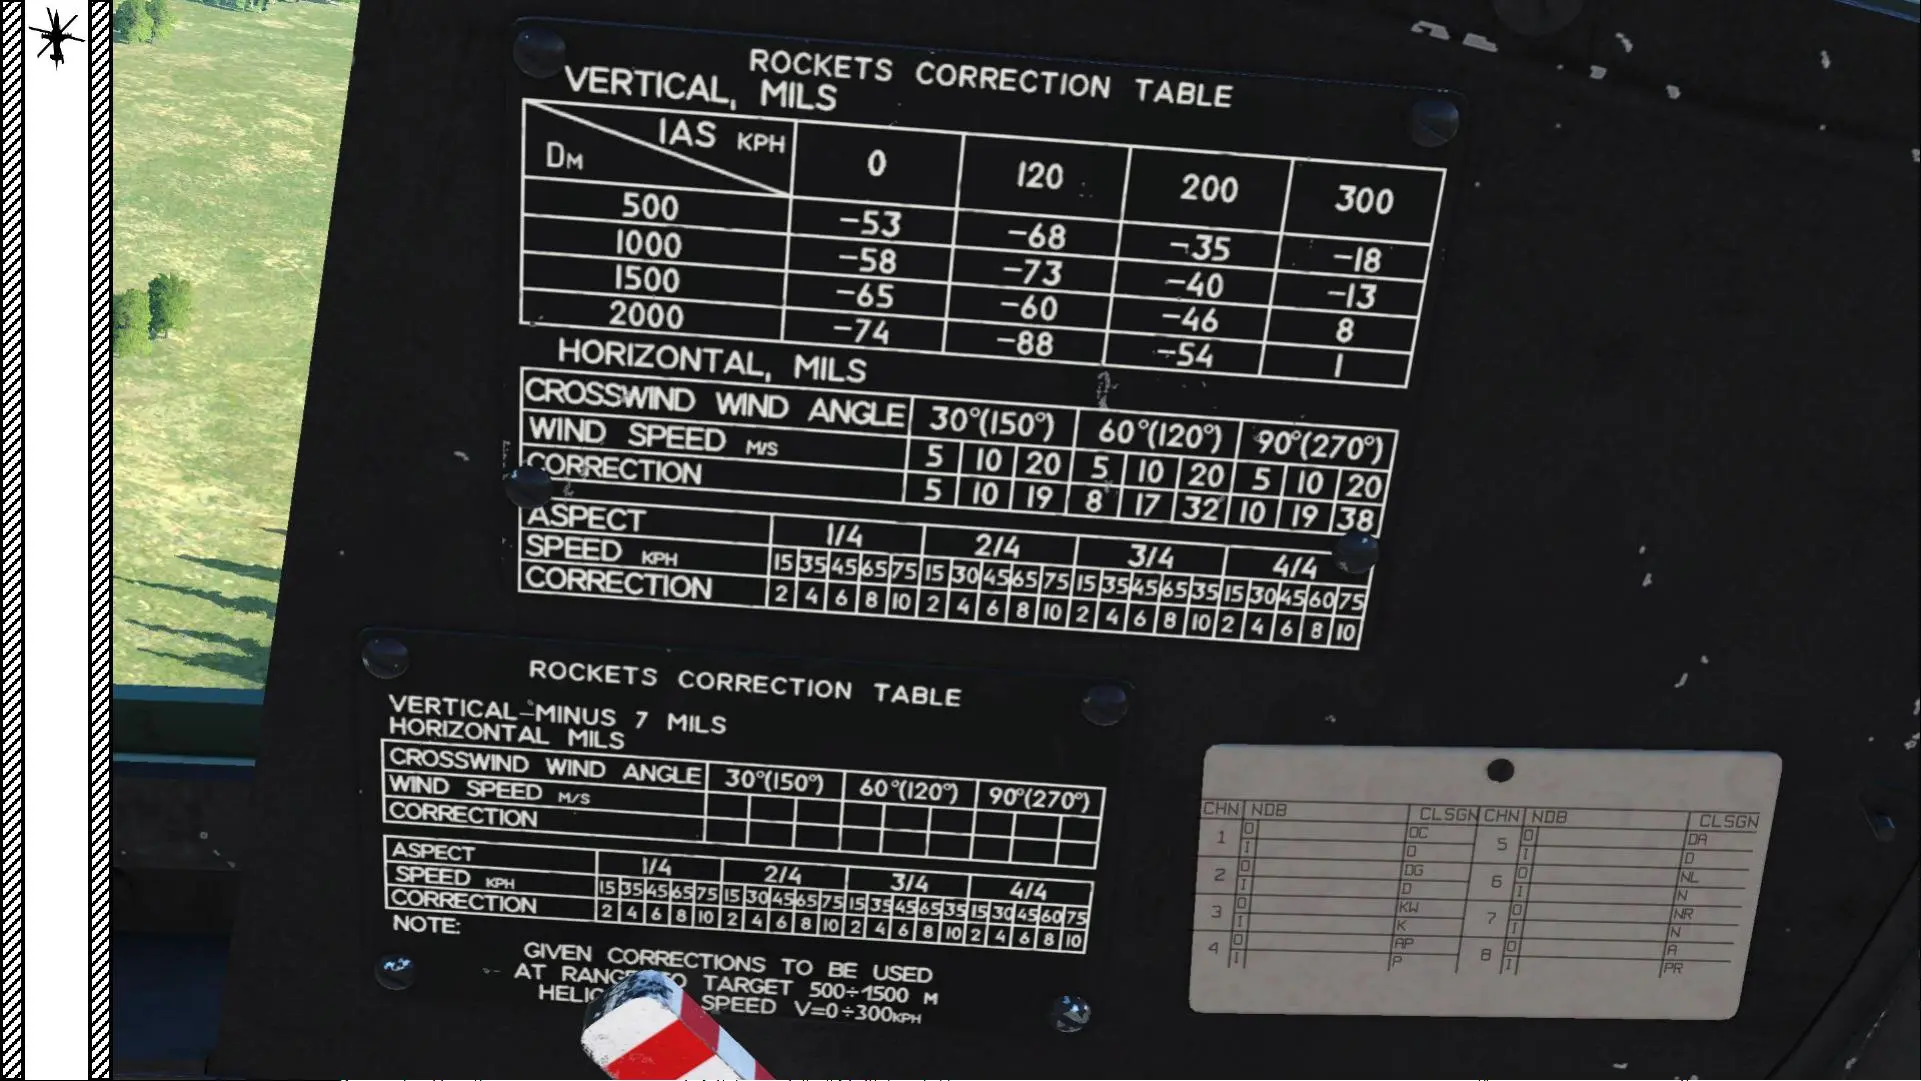 ROCKETS CORRECTION TABLE
VERTICAL, MILS
IAS KPH
DM
0 120 200 300
500 -53 -68 -35 -18
1000 -58 -73 -40 -13
1500 -65 -60 -46 8
2000 -74 -88 -54 1
HORIZONTAL, MILS
CROSSWIND WIND ANGLE 30°(150°) 60°(120°) 90°(270°)
WIND SPEED M/S 5 10 20 5 10 20 5 10 20
CORRECTION 5 10 19 8 17 32 10 19 38
ASPECT 1/4 2/4 3/4 4/4
SPEED KPH 15 35 45 65 75 15 30 45 65 75 15 35 45 65 35 15 30 45 60 75
CORRECTION 2 4 6 8 10 2 4 6 8 10 2 4 6 8 10 2 4 6 8 10
ROCKETS CORRECTION TABLE
VERTICAL-MINUS 7 MILS
HORIZONTAL MILS
CROSSWIND WIND ANGLE 30°(150°) 60°(120°) 90°(270°)
WIND SPEED M/S
CORRECTION
ASPECT 1/4 2/4 3/4 4/4
SPEED KPH 15 35 45 65 75 15 30 45 65 75 15 35 45 65 35 15 30 45 60 75
CORRECTION 2 4 6 8 10 2 4 6 8 10 2 4 6 8 10 2 4 6 8 10
NOTE:
GIVEN CORRECTIONS TO BE USED
AT TARGET 500÷1500 M
SPEED V=0÷300KPH
CHN NDB CLSGN CHN NDB CLSGN
1 O OC 5 O DA
I O I D
2 O DG 6 O NL
I D I N
3 O KW 7 O NR
I K I N
4 O AP 8 O A
I P I PR